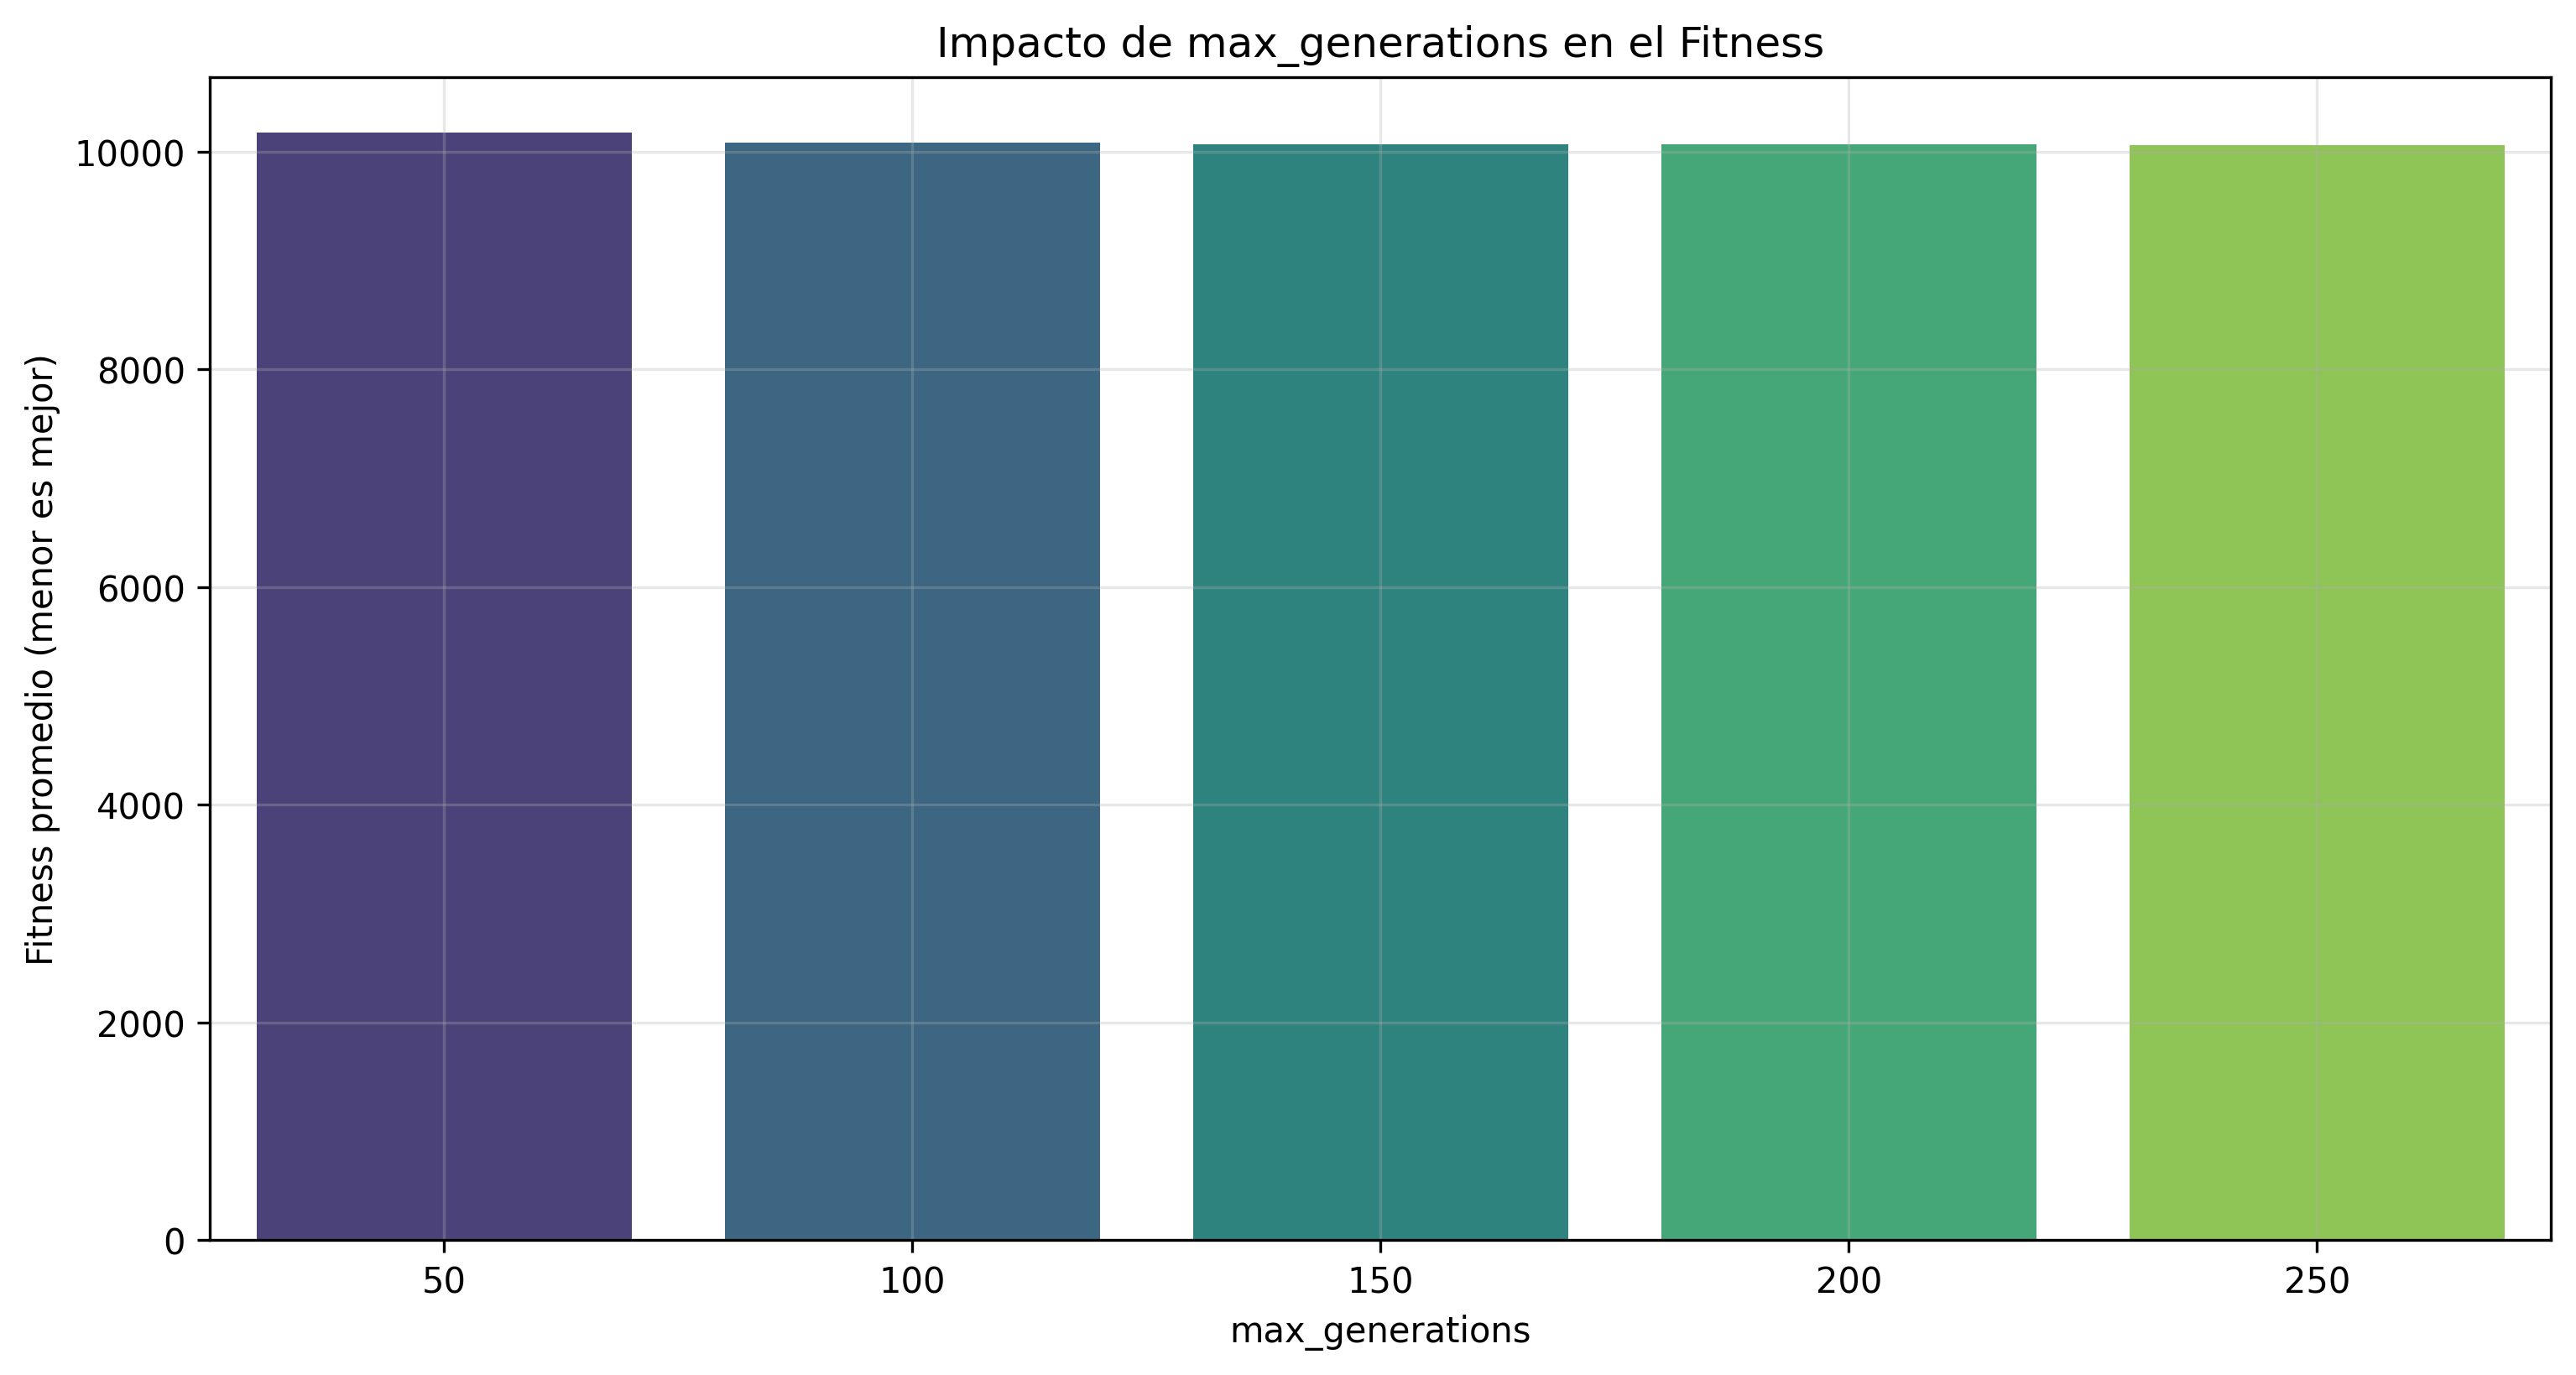 Impacto de max_generations en el Fitness
Fitness promedio (menor es mejor)
10000
8000
6000
4000
2000
0
50 100 150 200 250
max_generations